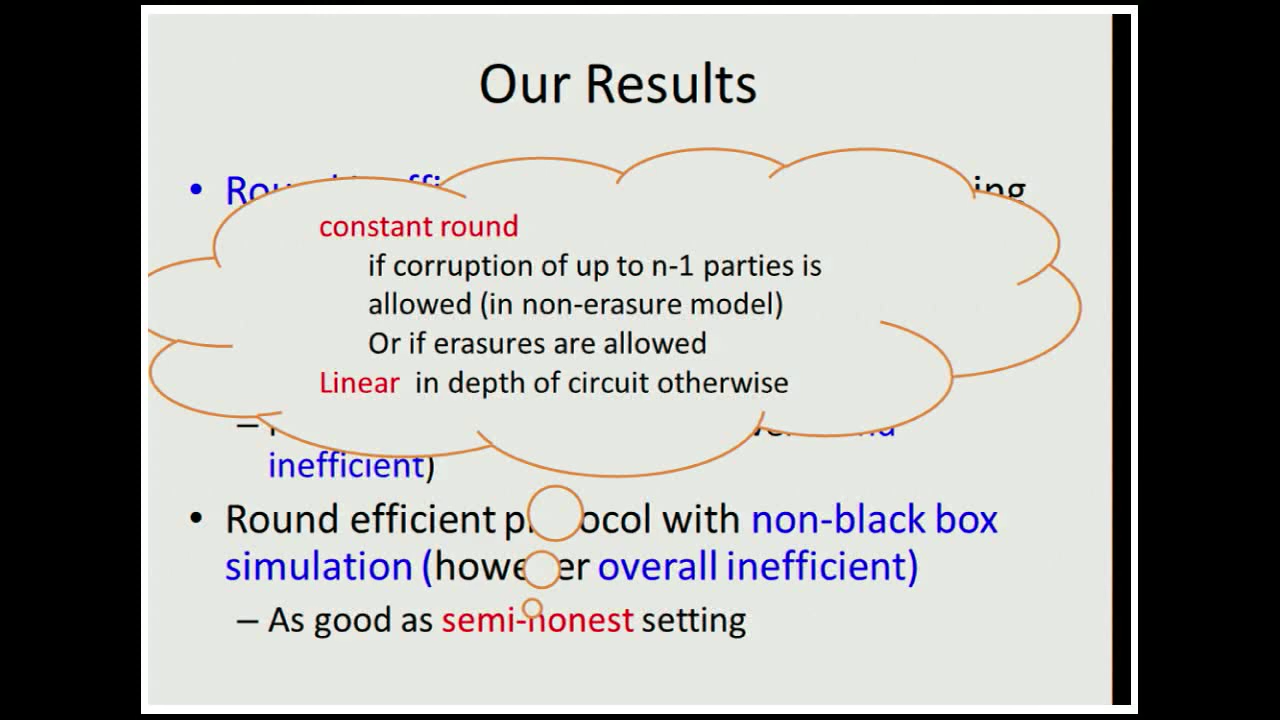 Our Results
• ing
constant round
if corruption of up to n-1 parties is
allowed (in non-erasure model)
Or if erasures are allowed
Linear in depth of circuit otherwise
–
inefficient)
• Round efficient protocol with non-black box
simulation (however overall inefficient)
– As good as semi-honest setting